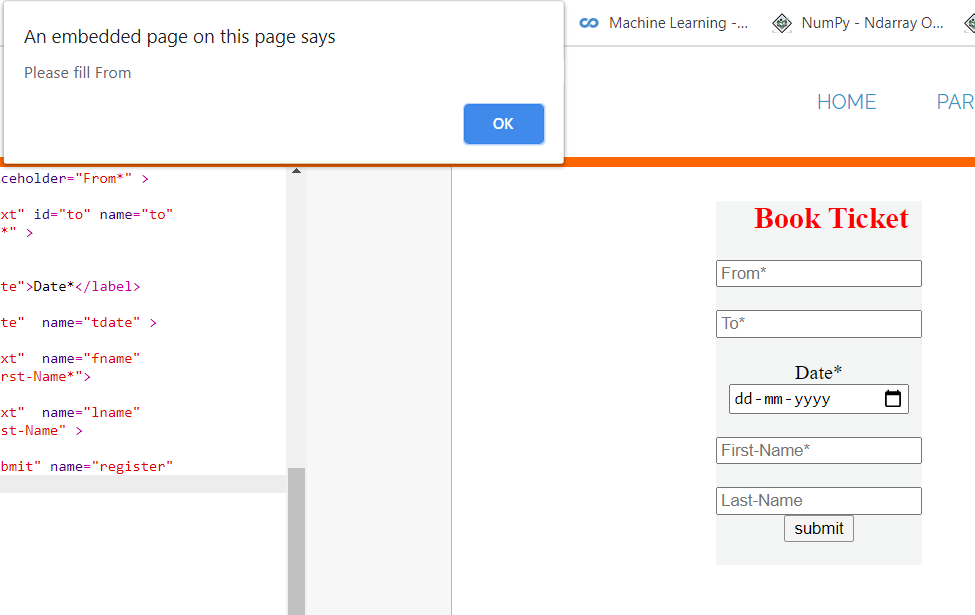 An embedded page on this page says
Please fill From
OK
Machine Learning -...
NumPy - Ndarray O...
HOME
PAR
ceholder="From*" >
xt" id="to" name="to"
*" >
te">Date*</label>
te"  name="tdate" >
xt"  name="fname"
rst-Name*">
xt"  name="lname"
st-Name" >
bmit" name="register"
Book Ticket
From*
To*
Date*
dd-mm-yyyy
First-Name*
Last-Name
submit